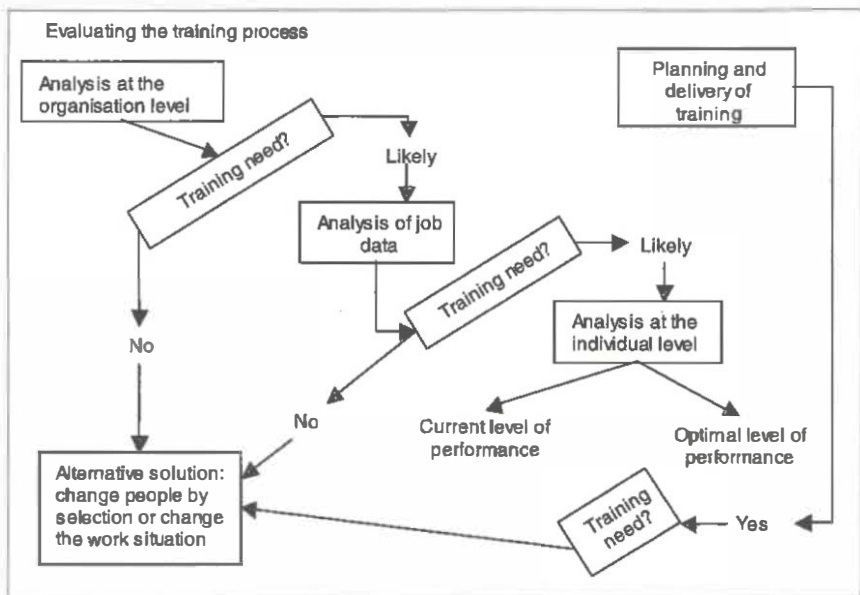 Evaluating the training process
Analysis at the
organisation level
Planning and
delivery of
training
Training need?
Likely
Analysis of job
data
Training need?
Likely
Analysis at the
individual level
No
No
Current level of
performance
Optimal level of
performance
Alternative solution:
change people by
selection or change
the work situation
Training
need?
Yes